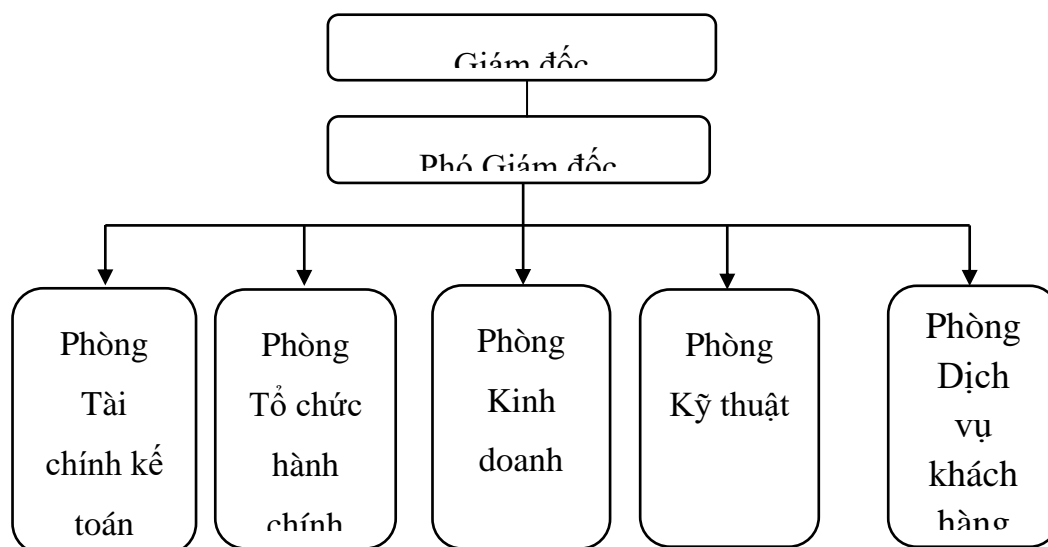 Giám đốc
Phó Giám đốc
Phòng
Tài
chính kế
toán
Phòng
Tổ chức
hành
chính
Phòng
Kinh
doanh
Phòng
Kỹ thuật
Phòng
Dịch
vụ
khách
hàng